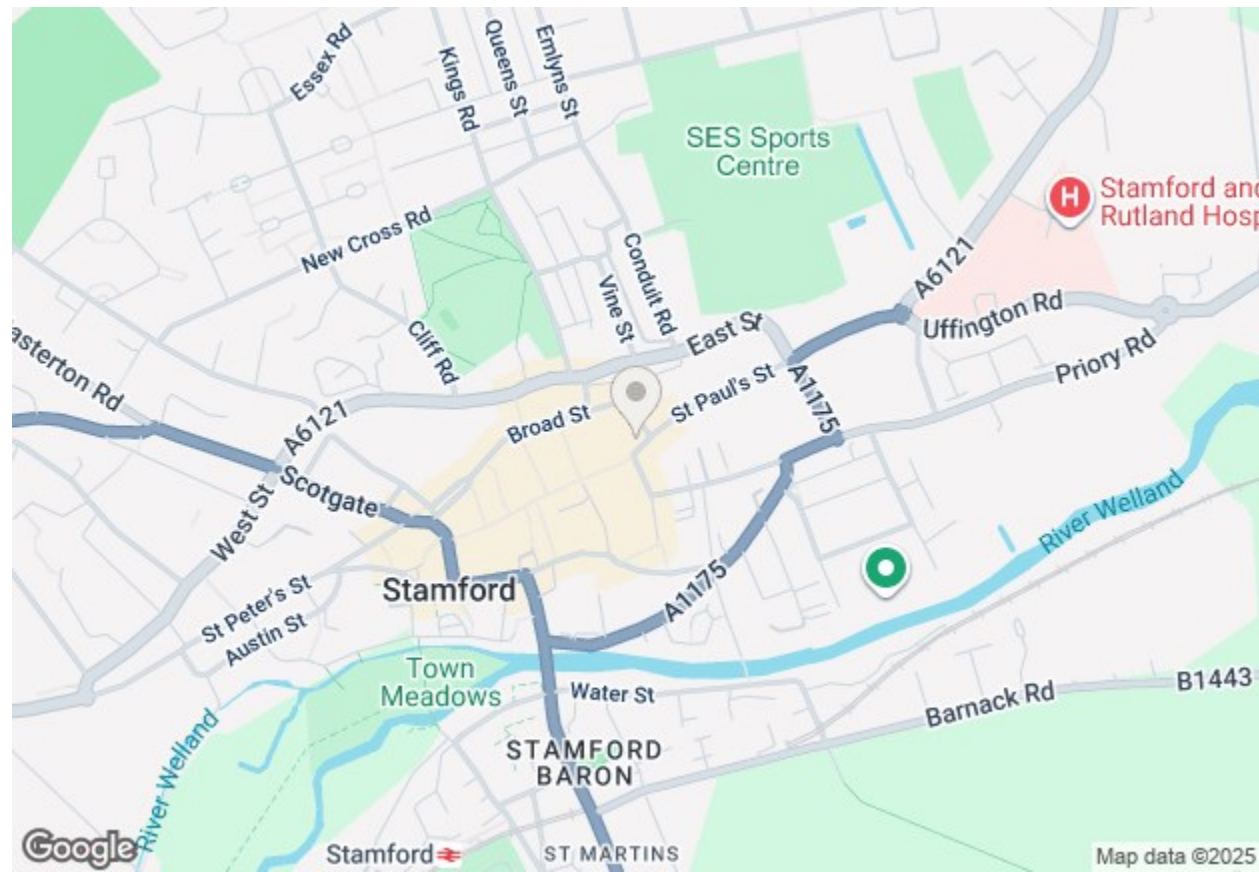 Essex Rd
Kings Rd
Queens St
Emlyns St
SES Sports
Centre
Stamford and
Rutland Hosp
New Cross Rd
Conduit Rd
Vine St
A6121
Uffington Rd
Priory Rd
Cliff Rd
East St
St Paul's St
A1175
asterton Rd
A6121
Broad St
Scotgate
West St
River Welland
Stamford
A1175
St Peter's St
Austin St
Town
Meadows
Water St
Barnack Rd
B1443
STAMFORD
BARON
River Welland
Google
Stamford
ST MARTINS
Map data ©2025
H